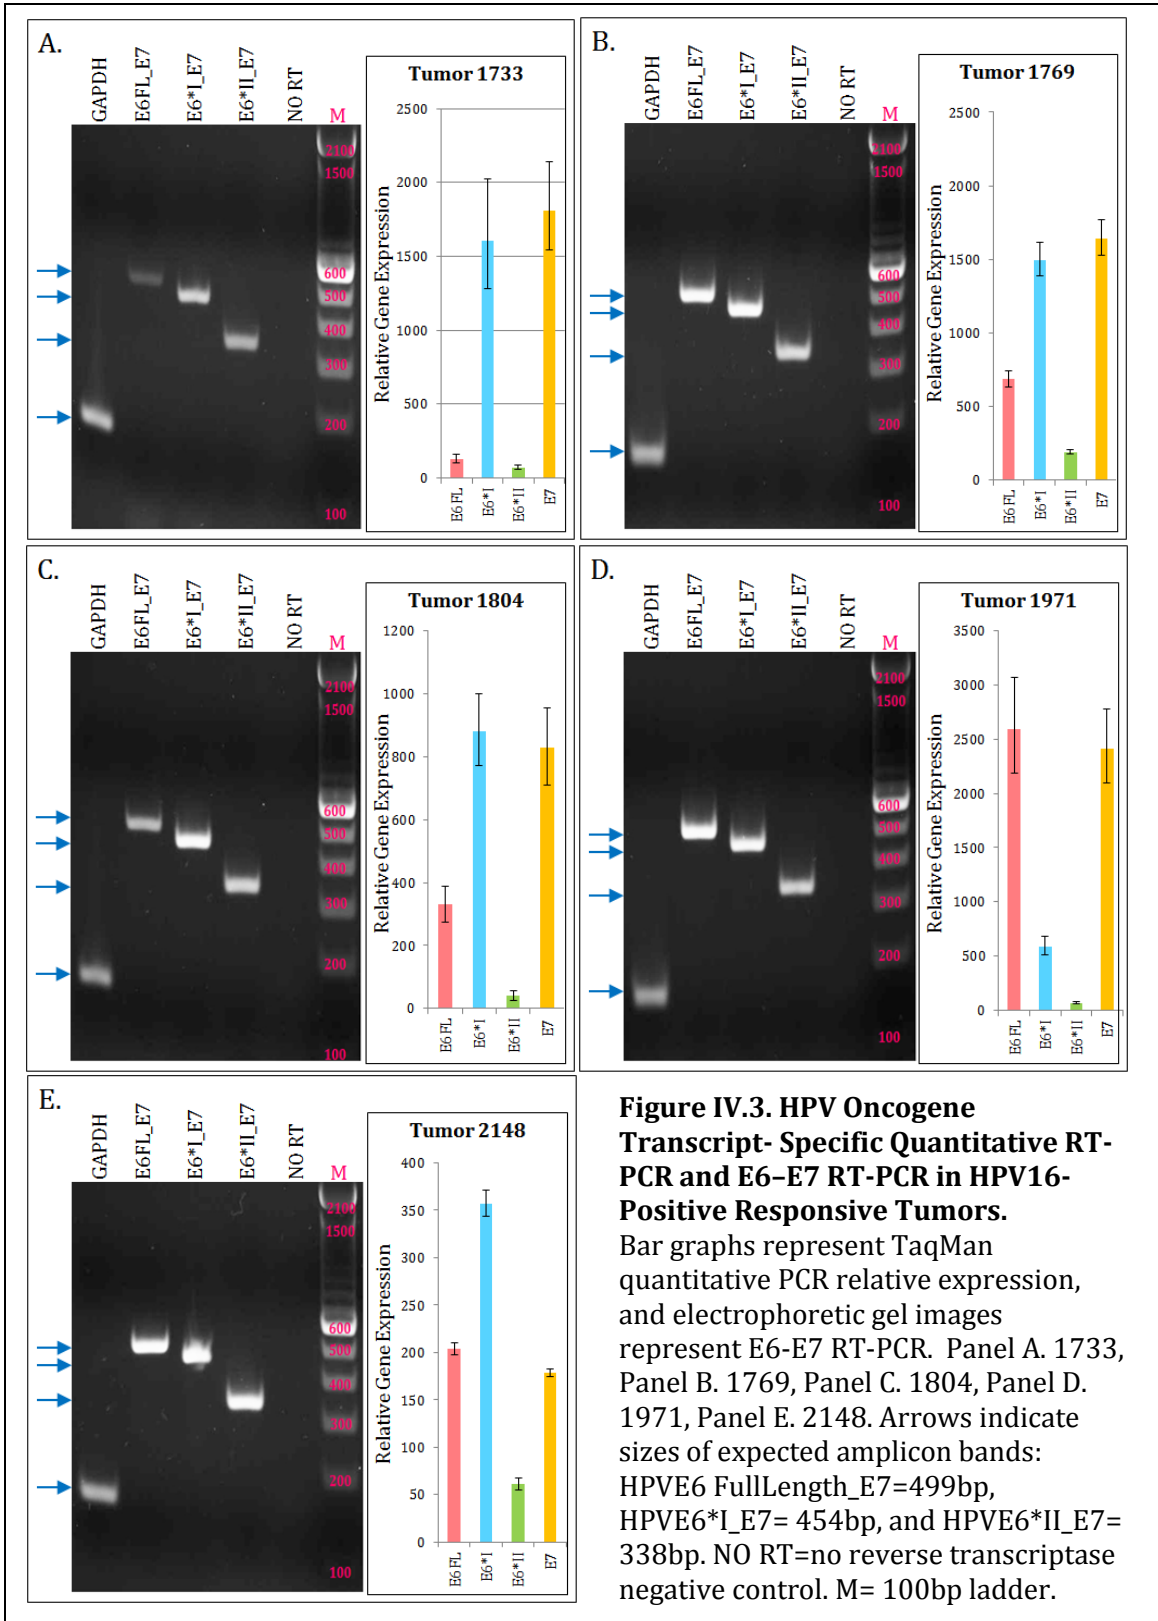 A.
GAPDH
E6FL_E7
E6*I_E7
E6*II_E7
NO RT
M
2100
1500
600
500
400
300
200
100
Tumor 1733
Relative Gene Expression
2500
2000
1500
1000
500
0
E6 FL
E6*I
E6*II
E7
B.
GAPDH
E6FL_E7
E6*I_E7
E6*II_E7
NO RT
M
2100
1500
600
500
400
300
200
100
Tumor 1769
Relative Gene Expression
2500
2000
1500
1000
500
0
E6 FL
E6*I
E6*II
E7
C.
GAPDH
E6FL_E7
E6*I_E7
E6*II_E7
NO RT
M
2100
1500
600
500
400
300
200
100
Tumor 1804
Relative Gene Expression
1200
1000
800
600
400
200
0
E6 FL
E6*I
E6*II
E7
D.
GAPDH
E6FL_E7
E6*I_E7
E6*II_E7
NO RT
M
2100
1500
600
500
400
300
200
100
Tumor 1971
Relative Gene Expression
3500
3000
2500
2000
1500
1000
500
0
E6 FL
E6*I
E6*II
E7
E.
GAPDH
E6FL_E7
E6*I_E7
E6*II_E7
NO RT
M
2100
1500
600
500
400
300
200
100
Tumor 2148
Relative Gene Expression
400
350
300
250
200
150
100
50
0
E6 FL
E6*I
E6*II
E7
Figure IV.3. HPV Oncogene
Transcript- Specific Quantitative RT-
PCR and E6–E7 RT-PCR in HPV16-
Positive Responsive Tumors.
Bar graphs represent TaqMan
quantitative PCR relative expression,
and electrophoretic gel images
represent E6-E7 RT-PCR. Panel A. 1733,
Panel B. 1769, Panel C. 1804, Panel D.
1971, Panel E. 2148. Arrows indicate
sizes of expected amplicon bands:
HPVE6 FullLength_E7=499bp,
HPVE6*I_E7= 454bp, and HPVE6*II_E7=
338bp. NO RT=no reverse transcriptase
negative control. M= 100bp ladder.